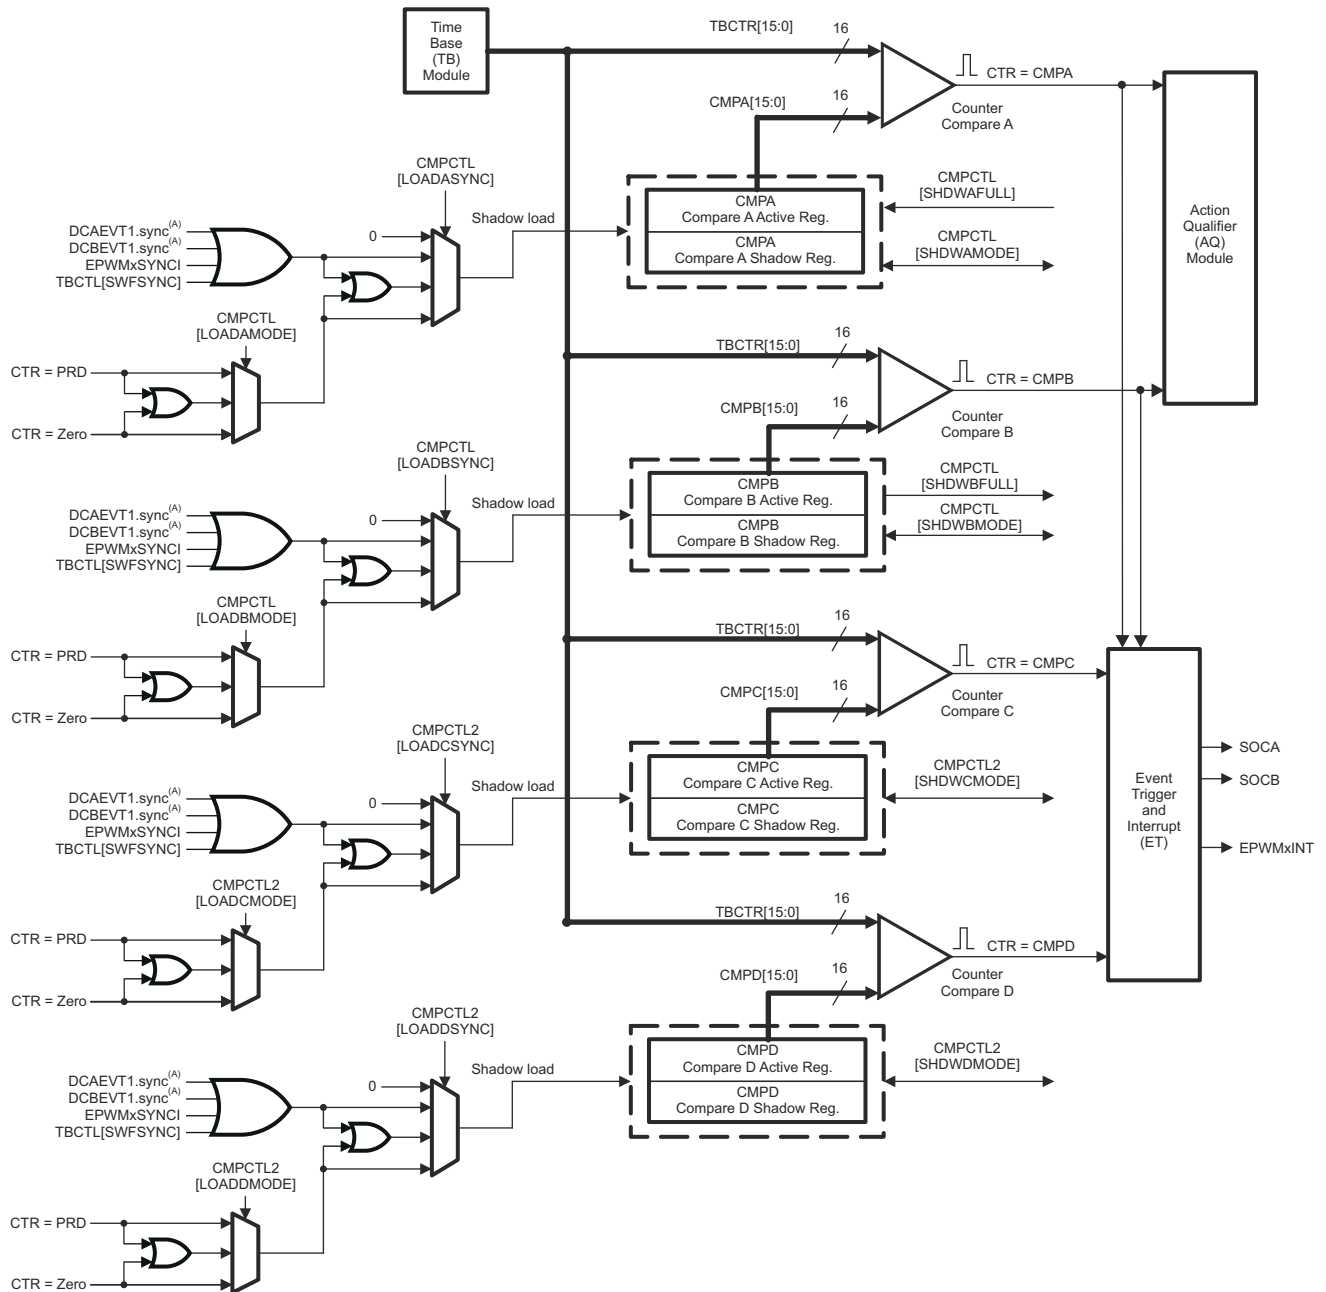 Time
Base
(TB)
Module
TBCTR[15:0]
16
CTR = CMPA
CMPA[15:0]
16
Counter
Compare A
CMPCTL
[LOADASYNC]
Shadow load
0
DCAEVT1.sync(A)
DCBEVT1.sync(A)
EPWMxSYNCI
TBCTL[SWFSYNC]
CMPA
Compare A Active Reg.
CMPA
Compare A Shadow Reg.
CMPCTL
[SHDWAFULL]
CMPCTL
[SHDWAMODE]
Action
Qualifier
(AQ)
Module
CMPCTL
[LOADAMODE]
CTR = PRD
CTR = Zero
TBCTR[15:0]
16
CTR = CMPB
CMPB[15:0]
16
Counter
Compare B
CMPCTL
[LOADBSYNC]
Shadow load
0
DCAEVT1.sync(A)
DCBEVT1.sync(A)
EPWMxSYNCI
TBCTL[SWFSYNC]
CMPB
Compare B Active Reg.
CMPB
Compare B Shadow Reg.
CMPCTL
[SHDWBFULL]
CMPCTL
[SHDWBMODE]
CMPCTL
[LOADBMODE]
CTR = PRD
CTR = Zero
TBCTR[15:0]
16
CTR = CMPC
CMPC[15:0]
16
Counter
Compare C
CMPCTL2
[LOADCSYNC]
Shadow load
0
DCAEVT1.sync(A)
DCBEVT1.sync(A)
EPWMxSYNCI
TBCTL[SWFSYNC]
CMPC
Compare C Active Reg.
CMPC
Compare C Shadow Reg.
CMPCTL2
[SHDWCMODE]
Event
Trigger
and
Interrupt
(ET)
SOCA
SOCB
EPWMxINT
CMPCTL2
[LOADCMODE]
CTR = PRD
CTR = Zero
TBCTR[15:0]
16
CTR = CMPD
CMPD[15:0]
16
Counter
Compare D
CMPCTL2
[LOADDSYNC]
Shadow load
0
DCAEVT1.sync(A)
DCBEVT1.sync(A)
EPWMxSYNCI
TBCTL[SWFSYNC]
CMPD
Compare D Active Reg.
CMPD
Compare D Shadow Reg.
CMPCTL2
[SHDWDMODE]
CMPCTL2
[LOADDMODE]
CTR = PRD
CTR = Zero